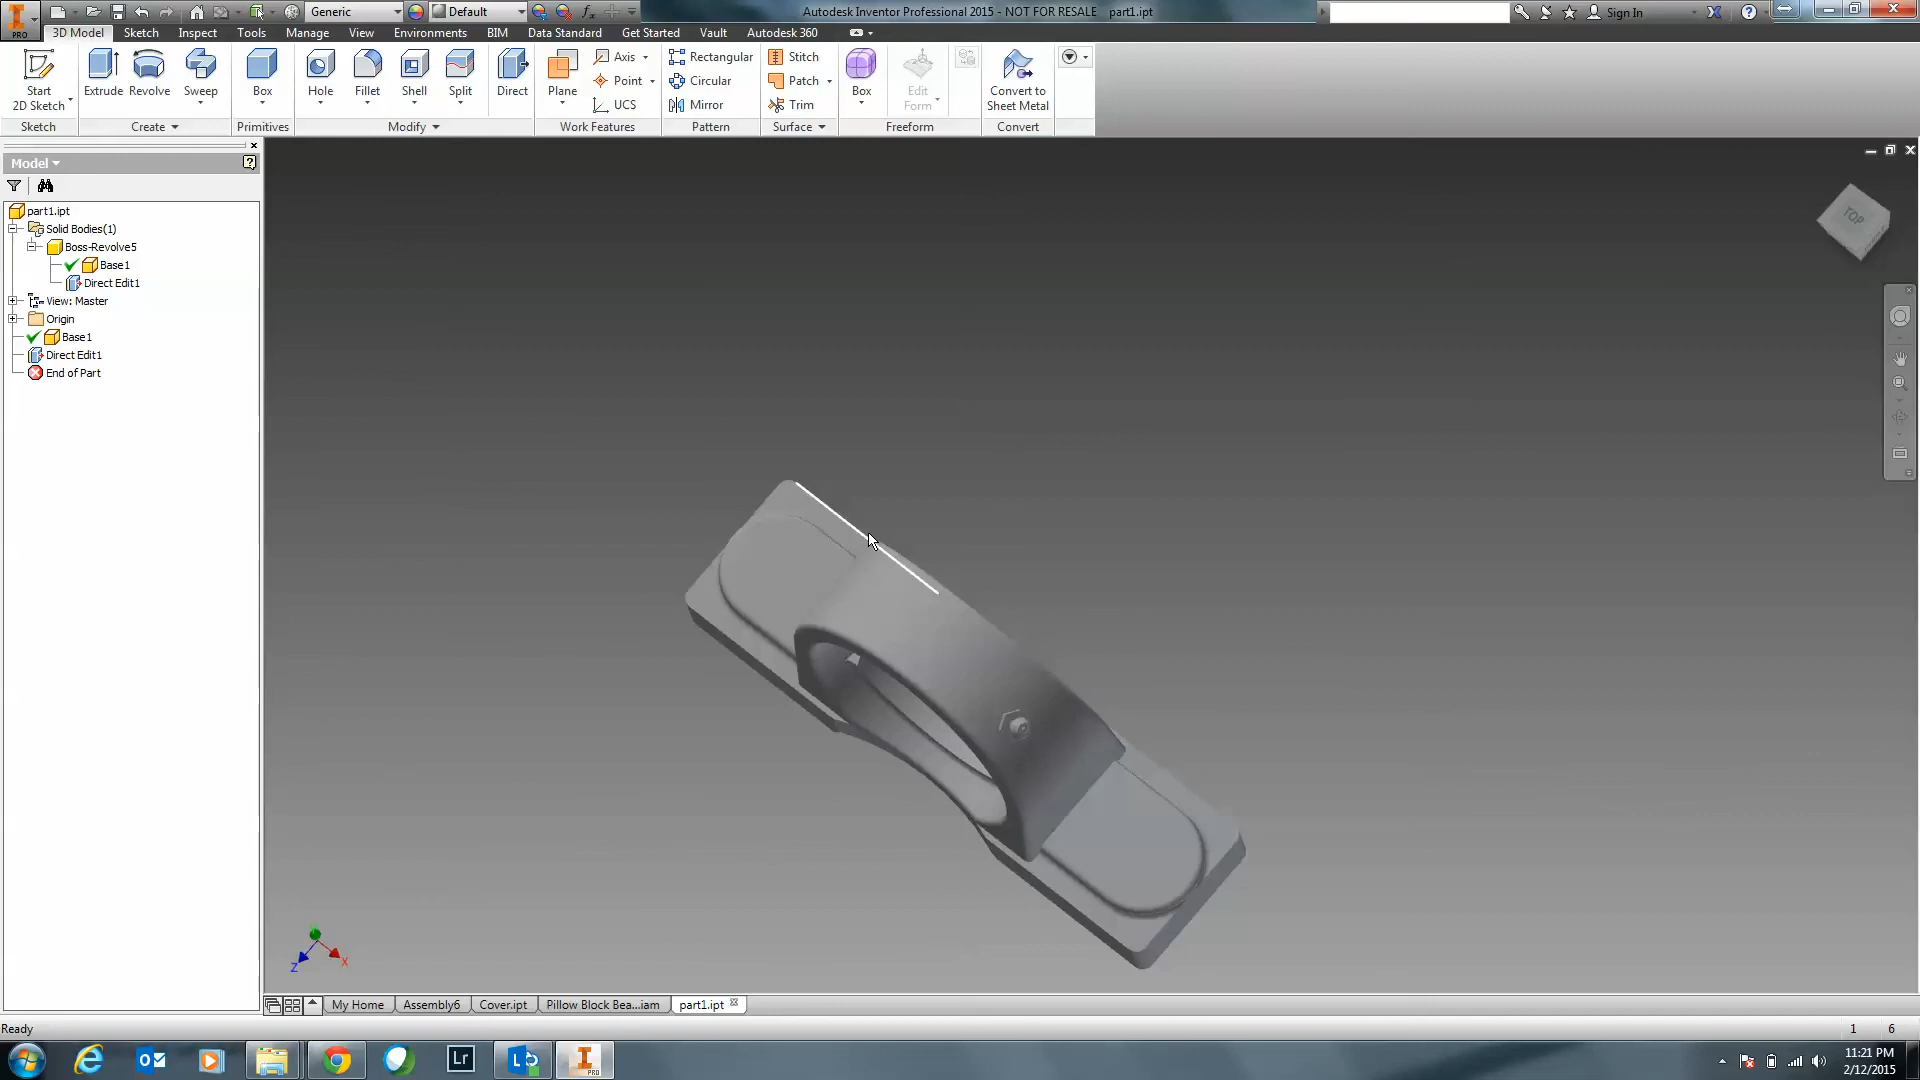 Generic
Default
Autodesk Inventor Professional 2015 - NOT FOR RESALE part1.ipt
Sign In
PRO
3D Model Sketch Inspect Tools Manage View Environments BIM Data Standard Get Started Vault Autodesk 360
Start
2D Sketch
Extrude
Revolve
Sweep
Box
Hole
Fillet
Shell
Split
Direct
Plane
Axis
Point
UCS
Rectangular
Circular
Mirror
Stitch
Patch
Trim
Box
Edit
Form
Convert to
Sheet Metal
Sketch Create Primitives Modify Work Features Pattern Surface Freeform Convert
Model
part1.ipt
Solid Bodies(1)
Boss-Revolve5
Base1
Direct Edit1
View: Master
Origin
Base1
Direct Edit1
End of Part
TOP
Z
X
My Home Assembly6 Cover.ipt Pillow Block Bea...iam part1.ipt
Ready
1 6
Lr
PRO
11:21 PM
2/12/2015